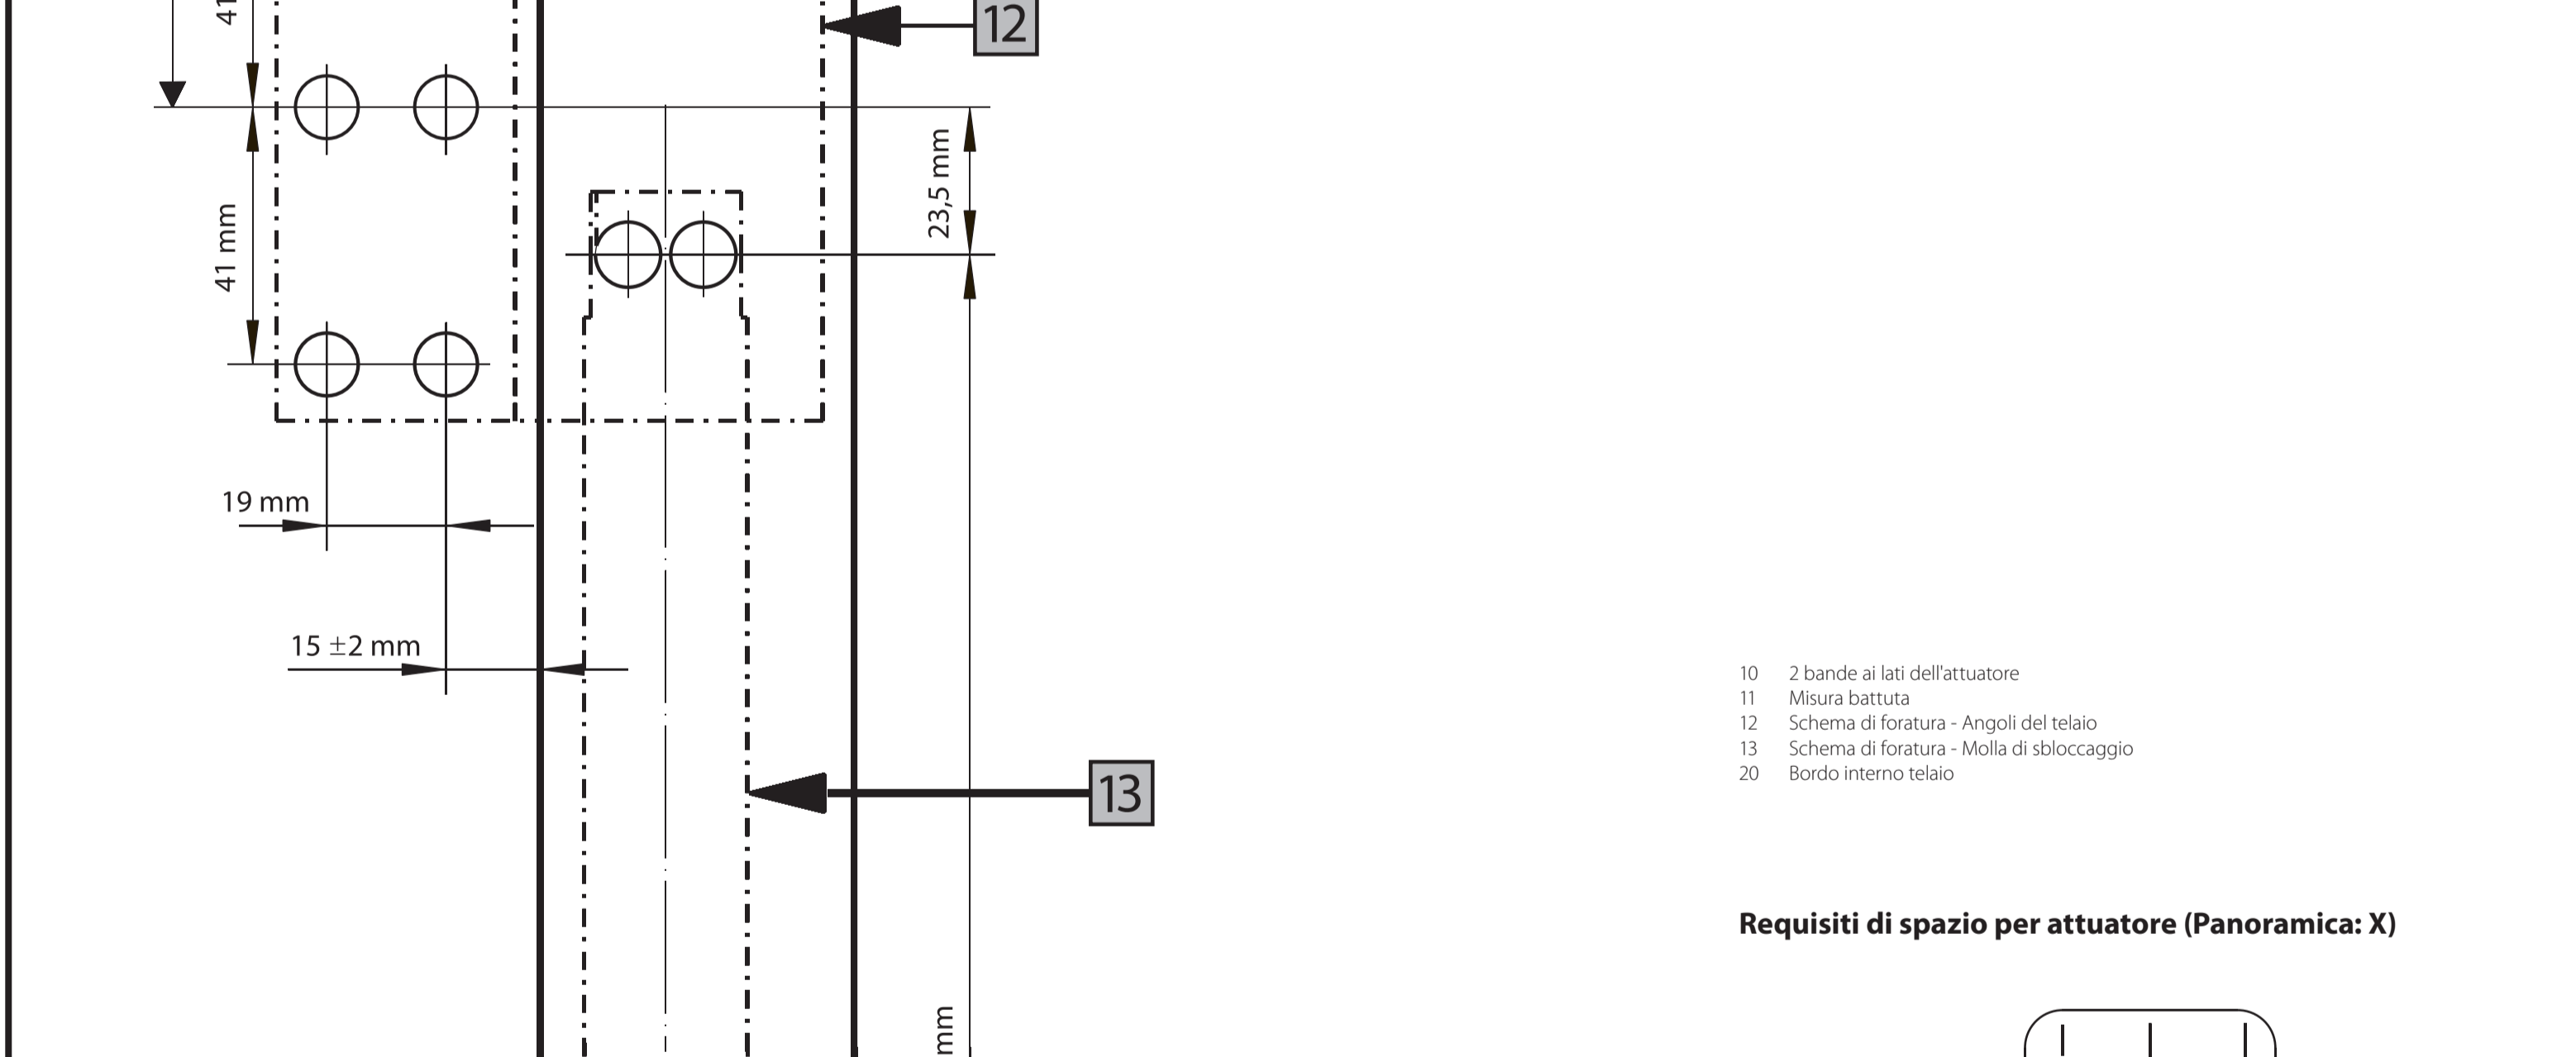 41
12
23,5 mm
41 mm
19 mm
15 ±2 mm
13
mm
10 2 bande ai lati dell'attuatore
11 Misura battuta
12 Schema di foratura - Angoli del telaio
13 Schema di foratura - Molla di sbloccaggio
20 Bordo interno telaio
Requisiti di spazio per attuatore (Panoramica: X)